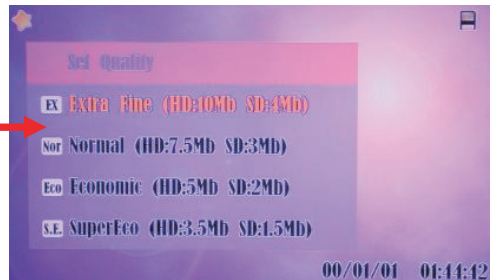 Set Quality
EX Extra Fine (HD:10Mb SD:4Mb)
Nor Normal (HD:7.5Mb SD:3Mb)
Eco Economic (HD:5Mb SD:2Mb)
S.E. SuperEco (HD:3.5Mb SD:1.5Mb)
00/01/01 01:44:42